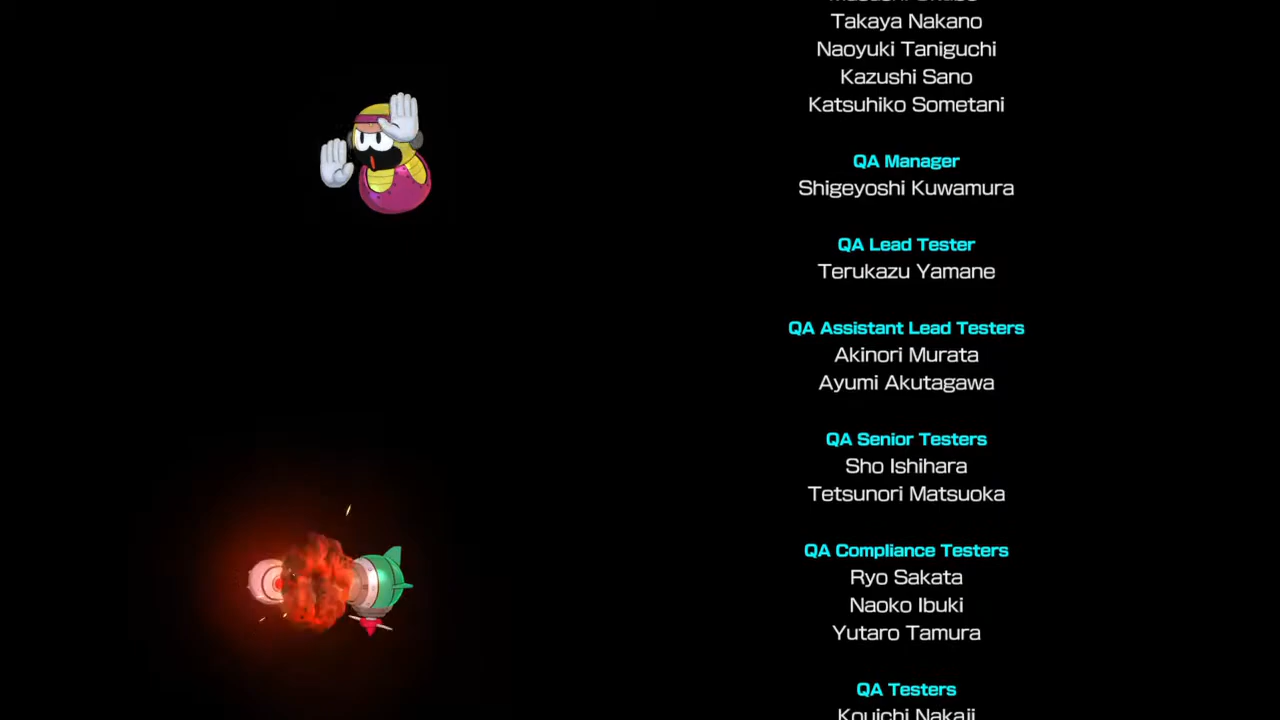 Takaya Nakano
Naoyuki Taniguchi
Kazushi Sano
Katsuhiko Sometani
QA Manager
Shigeyoshi Kuwamura
QA Lead Tester
Terukazu Yamane
QA Assistant Lead Testers
Akinori Murata
Ayumi Akutagawa
QA Senior Testers
Sho Ishihara
Tetsunori Matsuoka
QA Compliance Testers
Ryo Sakata
Naoko Ibuki
Yutaro Tamura
QA Testers
Kouichi Nakaji